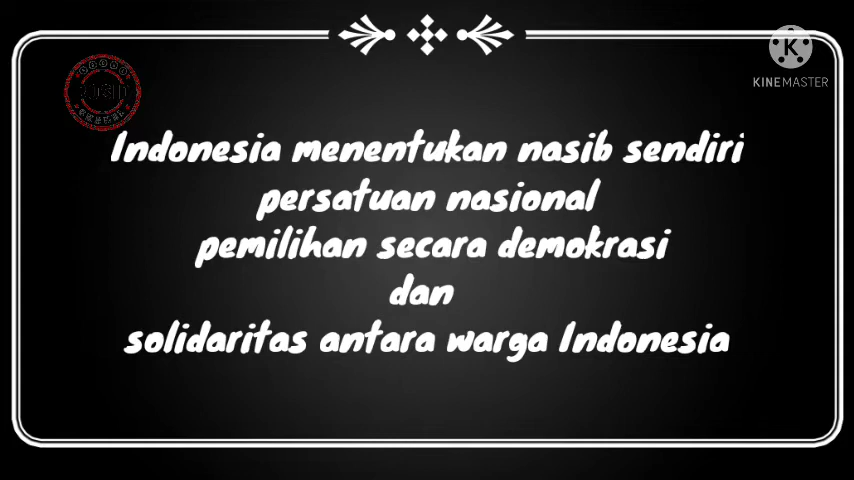 K
KINEMASTER
Indonesia menentukan nasib sendiri
persatuan nasional
pemilihan secara demokrasi
dan
solidaritas antara warga Indonesia